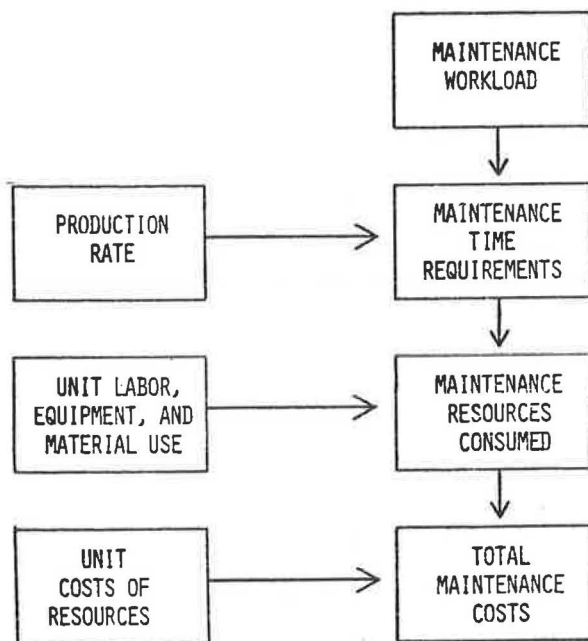 MAINTENANCE
WORKLOAD
PRODUCTION
RATE
MAINTENANCE
TIME
REQUIREMENTS
UNIT LABOR,
EQUIPMENT, AND
MATERIAL USE
MAINTENANCE
RESOURCES
CONSUMED
UNIT
COSTS OF
RESOURCES
TOTAL
MAINTENANCE
COSTS